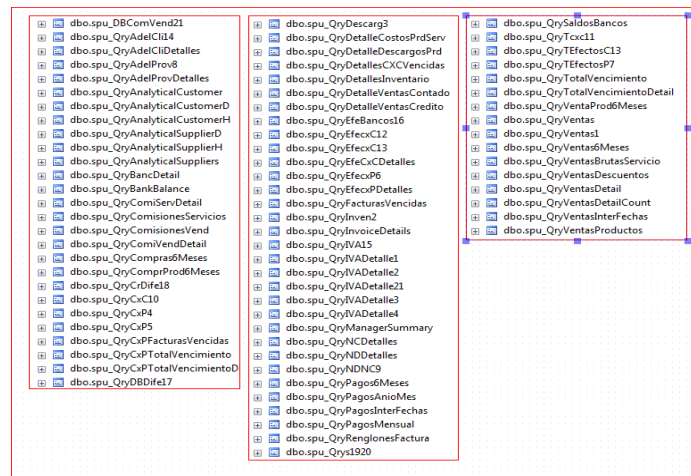 dbo.spu_DBComVend21
dbo.spu_QryAdelCli14
dbo.spu_QryAdelCliDetalles
dbo.spu_QryAdelProv8
dbo.spu_QryAdelProvDetalles
dbo.spu_QryAnalyticalCustomer
dbo.spu_QryAnalyticalCustomerD
dbo.spu_QryAnalyticalCustomerH
dbo.spu_QryAnalyticalSupplierD
dbo.spu_QryAnalyticalSupplierH
dbo.spu_QryAnalyticalSuppliers
dbo.spu_QryBancDetail
dbo.spu_QryBankBalance
dbo.spu_QryComiServDetail
dbo.spu_QryComisionesServicios
dbo.spu_QryComisionesVend
dbo.spu_QryComiVendDetail
dbo.spu_QryCompras6Meses
dbo.spu_QryComprProd6Meses
dbo.spu_QryCrDife18
dbo.spu_QryCxC10
dbo.spu_QryCxP4
dbo.spu_QryCxP5
dbo.spu_QryCxPFacturasVencidas
dbo.spu_QryCxPTotalVencimiento
dbo.spu_QryCxPTotalVencimientoD
dbo.spu_QryDBDife17
dbo.spu_QryDescarg3
dbo.spu_QryDetalleCostosPrdServ
dbo.spu_QryDetalleDescargosPrd
dbo.spu_QryDetallesCXCVencidas
dbo.spu_QryDetallesInventario
dbo.spu_QryDetalleVentasContado
dbo.spu_QryDetalleVentasCredito
dbo.spu_QryEfeBancos16
dbo.spu_QryEfecxC12
dbo.spu_QryEfecxC13
dbo.spu_QryEfeCxCDetalles
dbo.spu_QryEfecxP6
dbo.spu_QryEfecxPDetalles
dbo.spu_QryFacturasVencidas
dbo.spu_QryInven2
dbo.spu_QryInvoiceDetails
dbo.spu_QryIVA15
dbo.spu_QryIVADetalle1
dbo.spu_QryIVADetalle2
dbo.spu_QryIVADetalle21
dbo.spu_QryIVADetalle3
dbo.spu_QryIVADetalle4
dbo.spu_QryManagerSummary
dbo.spu_QryNCDetalles
dbo.spu_QryNDDetalles
dbo.spu_QryNDNC9
dbo.spu_QryPagos6Meses
dbo.spu_QryPagosAnioMes
dbo.spu_QryPagosInterFechas
dbo.spu_QryPagosMensual
dbo.spu_QryRenglonesFactura
dbo.spu_Qrys1920
dbo.spu_QrySaldosBancos
dbo.spu_QryTcxc11
dbo.spu_QryTEfectosC13
dbo.spu_QryTEfectosP7
dbo.spu_QryTotalVencimiento
dbo.spu_QryTotalVencimientoDetail
dbo.spu_QryVentaProd6Meses
dbo.spu_QryVentas
dbo.spu_QryVentas1
dbo.spu_QryVentas6Meses
dbo.spu_QryVentasBrutasServicio
dbo.spu_QryVentasDescuentos
dbo.spu_QryVentasDetail
dbo.spu_QryVentasDetailCount
dbo.spu_QryVentasInterFechas
dbo.spu_QryVentasProductos